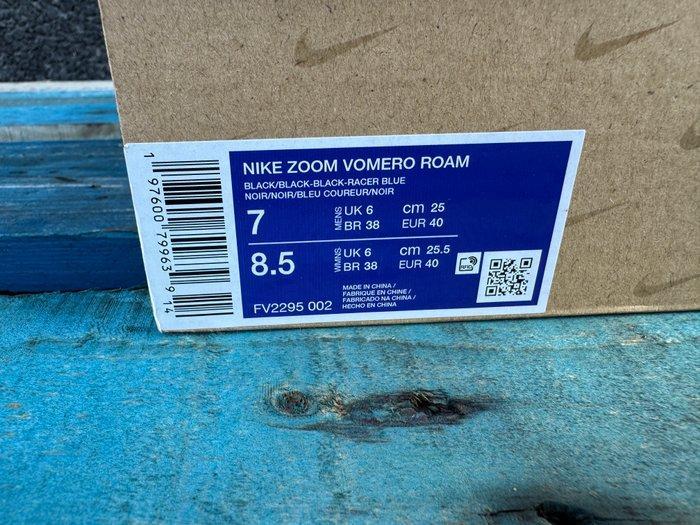 NIKE ZOOM VOMERO ROAM
BLACK/BLACK-BLACK-RACER BLUE
NOIR/NOIR/BLEU COUREUR/NOIR
7 MENS UK 6 cm 25
BR 38 EUR 40
8.5 WMNS UK 6 cm 25.5
BR 38 EUR 40
RFID
MADE IN CHINA /
FABRIQUE EN CHINE /
FABRICADO NA CHINA /
HECHO EN CHINA
FV2295 002
1 97600 79963 9 14